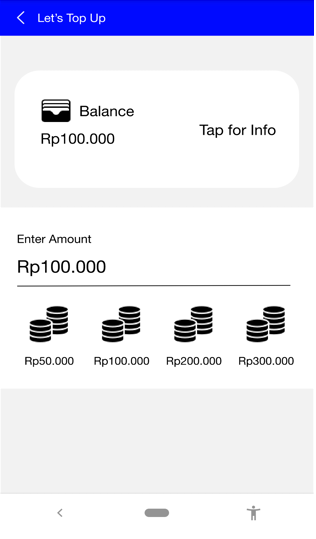 Let's Top Up
Balance
Rp100.000
Tap for Info
Enter Amount
Rp100.000
Rp50.000
Rp100.000
Rp200.000
Rp300.000